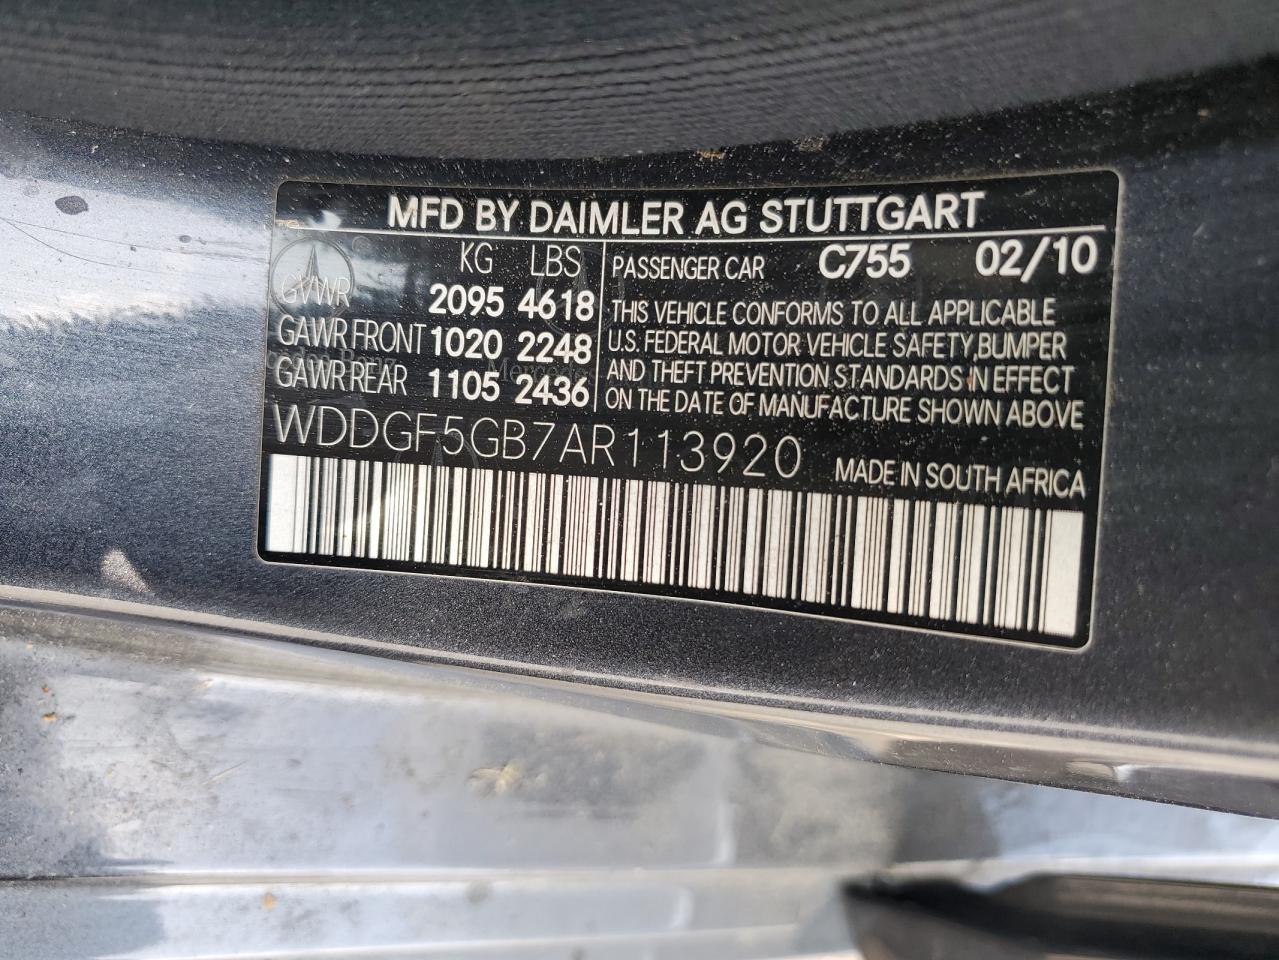 MFD BY DAIMLER AG STUTTGART
KG LBS
GVWR 2095 4618
GAWR FRONT 1020 2248
GAWR REAR 1105 2436
PASSENGER CAR C755 02/10
THIS VEHICLE CONFORMS TO ALL APPLICABLE
U.S. FEDERAL MOTOR VEHICLE SAFETY,BUMPER
AND THEFT PREVENTION STANDARDS IN EFFECT
ON THE DATE OF MANUFACTURE SHOWN ABOVE
WDDGF5GB7AR113920
MADE IN SOUTH AFRICA